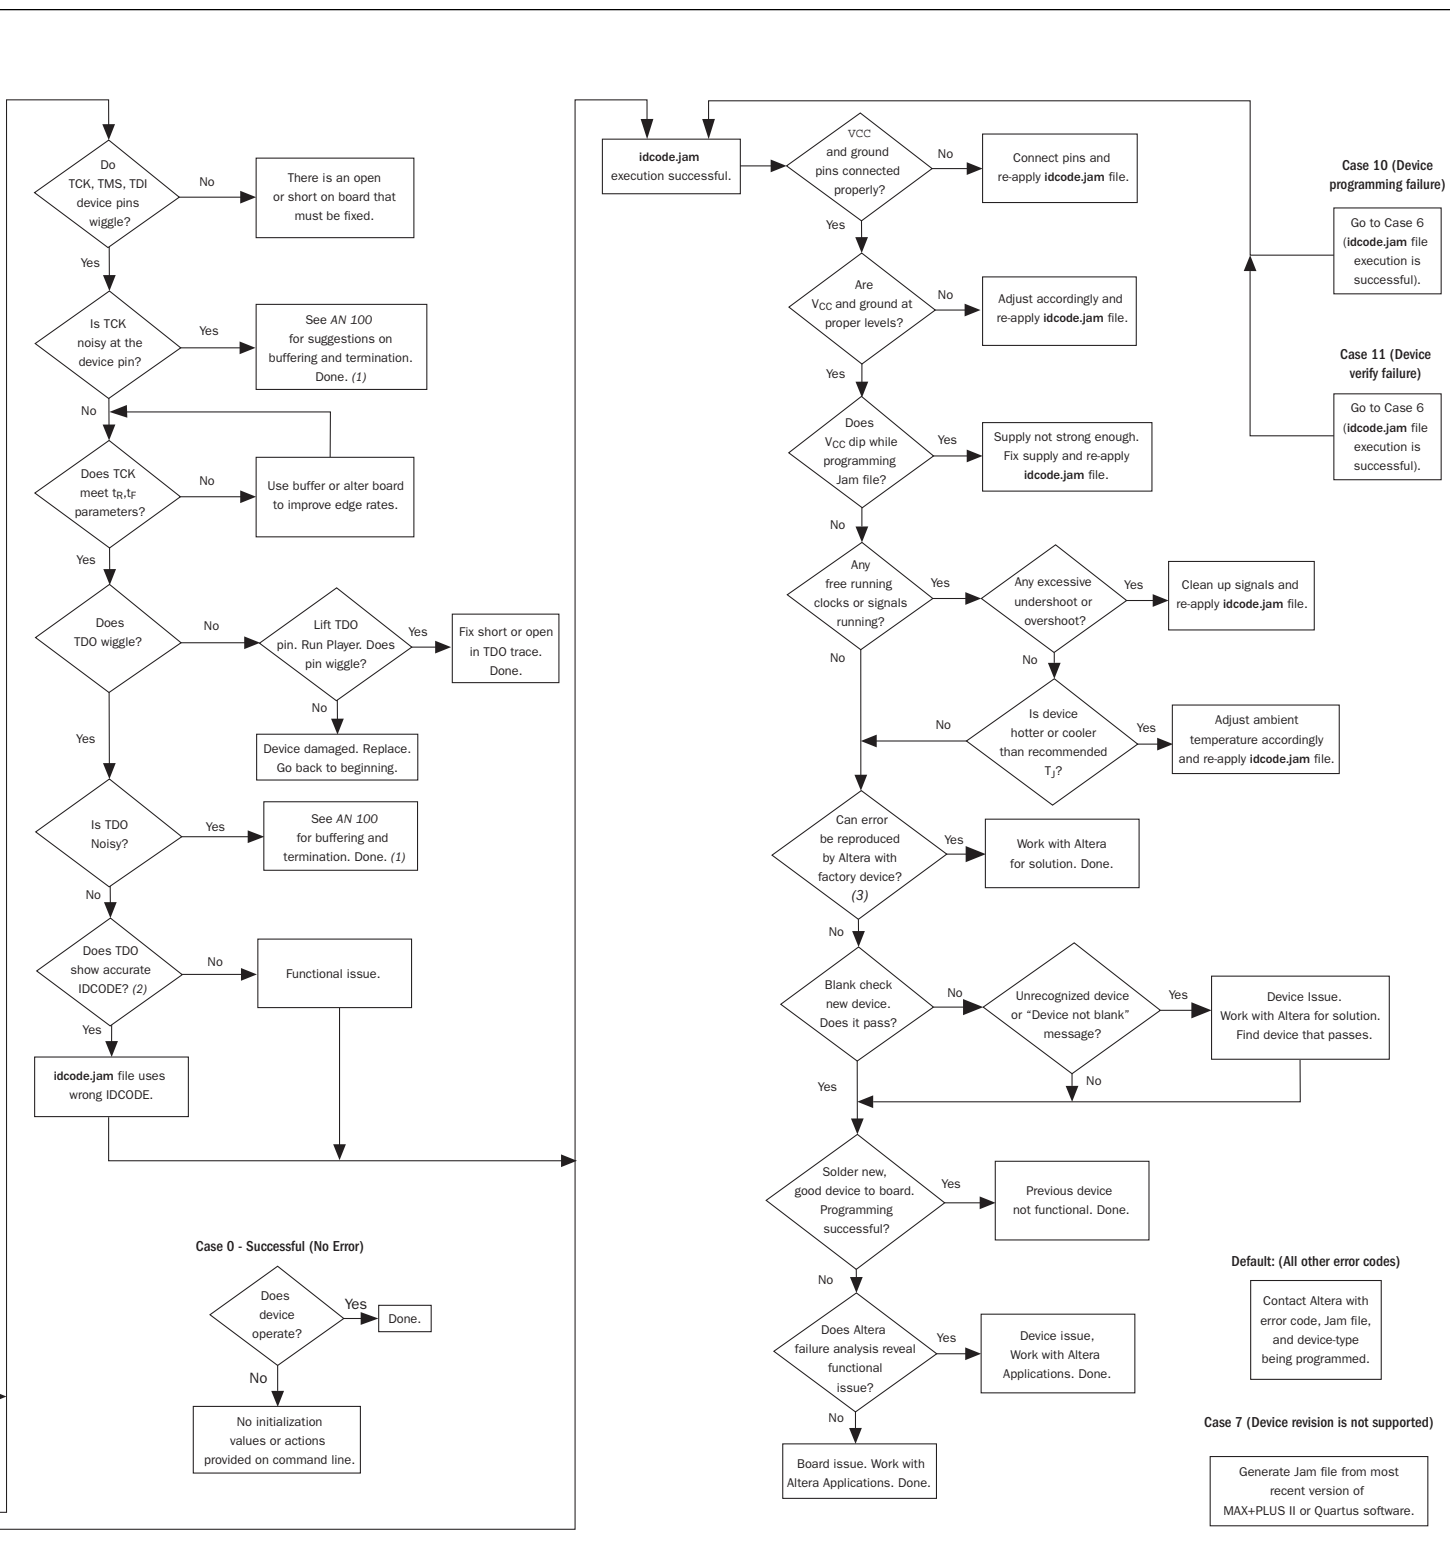 Do
TCK, TMS, TDI
device pins
wiggle?
No
There is an open
or short on board that
must be fixed.
Yes
Is TCK
noisy at the
device pin?
Yes
See AN 100
for suggestions on
buffering and termination.
Done. (1)
No
Does TCK
meet tR,tF
parameters?
No
Use buffer or alter board
to improve edge rates.
Yes
Does
TDO wiggle?
No
Lift TDO
pin. Run Player. Does
pin wiggle?
Yes
Fix short or open
in TDO trace.
Done.
No
Device damaged. Replace.
Go back to beginning.
Yes
Is TDO
Noisy?
Yes
See AN 100
for buffering and
termination. Done. (1)
No
Does TDO
show accurate
IDCODE? (2)
No
Functional issue.
Yes
idcode.jam file uses
wrong IDCODE.
Case 0 - Successful (No Error)
Does
device
operate?
Yes
Done.
No
No initialization
values or actions
provided on command line.
idcode.jam
execution successful.
VCC
and ground
pins connected
properly?
No
Connect pins and
re-apply idcode.jam file.
Yes
Are
VCC and ground at
proper levels?
No
Adjust accordingly and
re-apply idcode.jam file.
Yes
Does
VCC dip while
programming
Jam file?
Yes
Supply not strong enough.
Fix supply and re-apply
idcode.jam file.
No
Any
free running
clocks or signals
running?
Yes
Any excessive
undershoot or
overshoot?
Yes
Clean up signals and
re-apply idcode.jam file.
No
No
Is device
hotter or cooler
than recommended
TJ?
No
Yes
Adjust ambient
temperature accordingly
and re-apply idcode.jam file.
Can error
be reproduced
by Altera with
factory device?
(3)
Yes
Work with Altera
for solution. Done.
No
Blank check
new device.
Does it pass?
No
Unrecognized device
or “Device not blank”
message?
Yes
Device Issue.
Work with Altera for solution.
Find device that passes.
No
Yes
Solder new,
good device to board.
Programming
successful?
Yes
Previous device
not functional. Done.
No
Does Altera
failure analysis reveal
functional
issue?
Yes
Device issue,
Work with Altera
Applications. Done.
No
Board issue. Work with
Altera Applications. Done.
Case 10 (Device
programming failure)
Go to Case 6
(idcode.jam file
execution is
successful).
Case 11 (Device
verify failure)
Go to Case 6
(idcode.jam file
execution is
successful).
Default: (All other error codes)
Contact Altera with
error code, Jam file,
and device-type
being programmed.
Case 7 (Device revision is not supported)
Generate Jam file from most
recent version of
MAX+PLUS II or Quartus software.